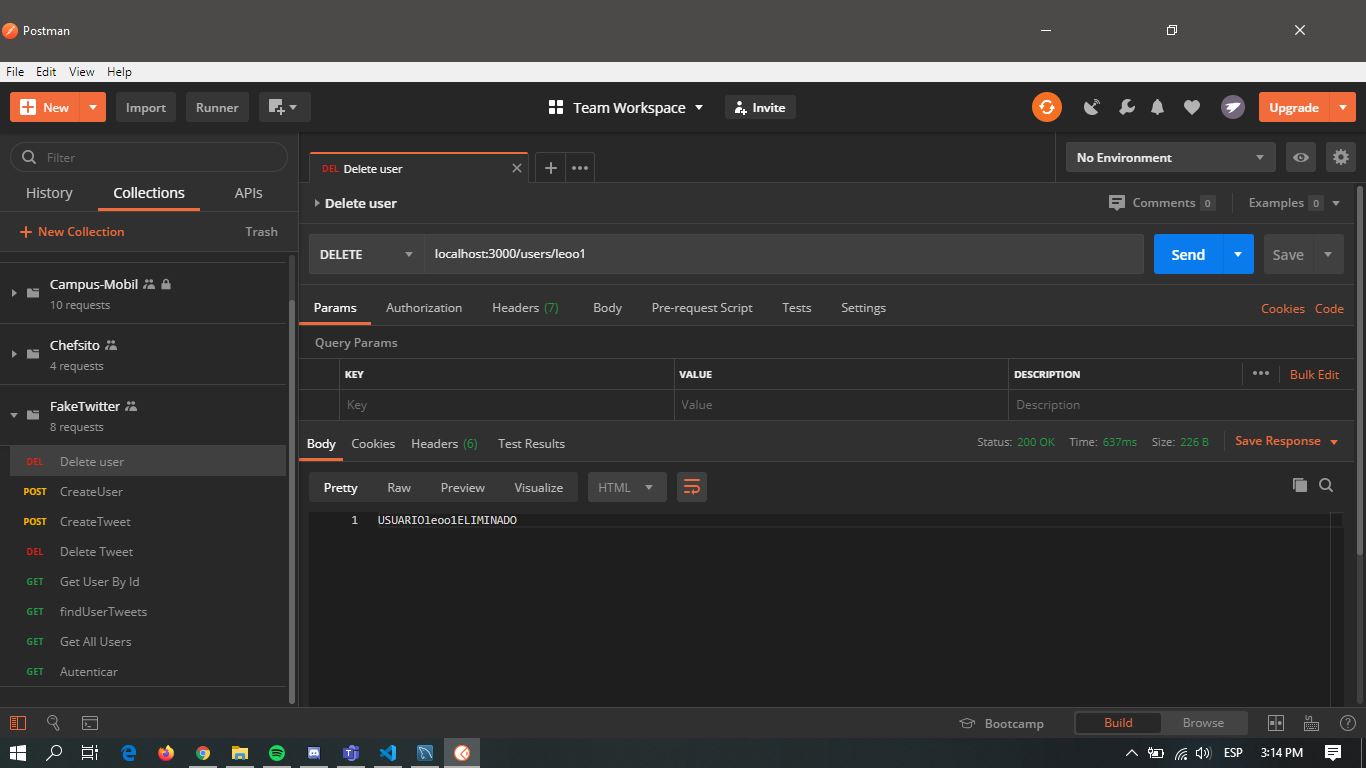 Postman
File Edit View Help
New Import Runner Team Workspace Invite Upgrade
Filter
History Collections APIs
New Collection Trash
Campus-Mobil
10 requests
Chefsito
4 requests
FakeTwitter
8 requests
DEL Delete user
POST CreateUser
POST CreateTweet
DEL Delete Tweet
GET Get User By Id
GET findUserTweets
GET Get All Users
GET Autenticar
DEL Delete user No Environment
Delete user Comments 0 Examples 0
DELETE localhost:3000/users/leoo1 Send Save
Params Authorization Headers (7) Body Pre-request Script Tests Settings Cookies Code
Query Params
KEY VALUE DESCRIPTION Bulk Edit
Key Value Description
Body Cookies Headers (6) Test Results Status: 200 OK Time: 637ms Size: 226 B Save Response
Pretty Raw Preview Visualize HTML
1 USUARIOleoo1ELIMINADO
Bootcamp Build Browse
ESP 3:14 PM